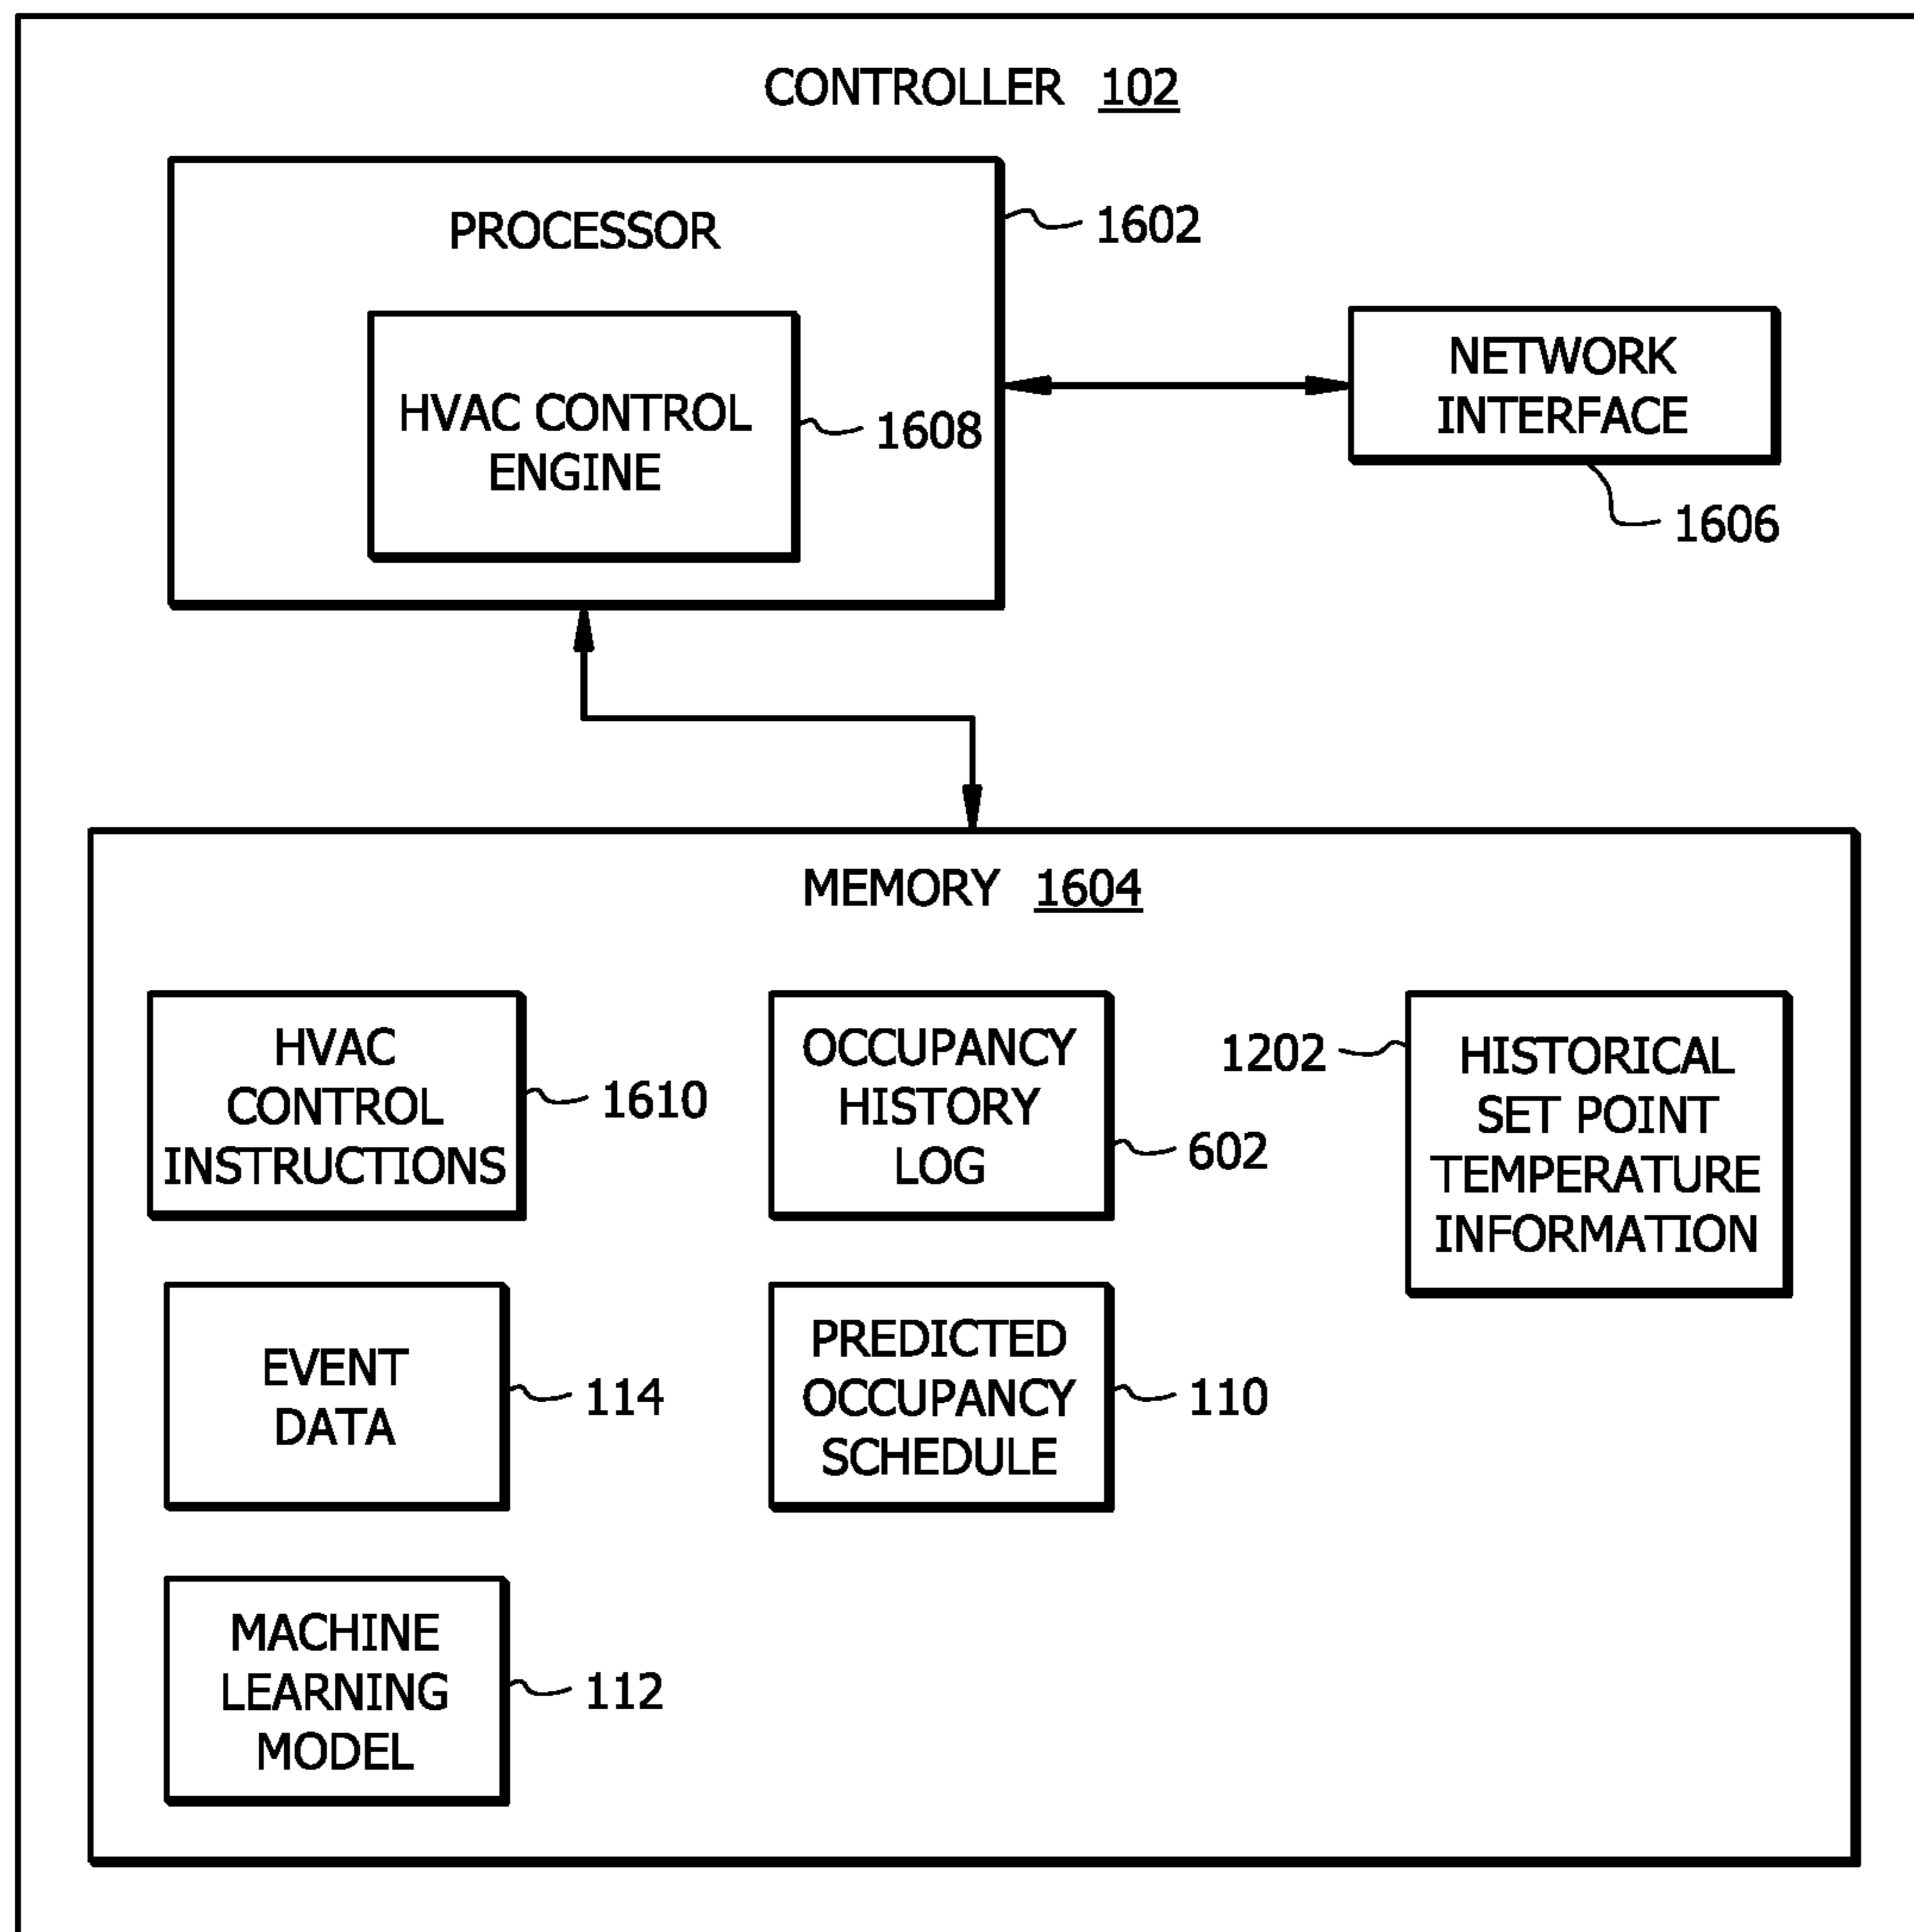 CONTROLLER 102
PROCESSOR
1602
HVAC CONTROL
ENGINE
1608
NETWORK
INTERFACE
1606
MEMORY 1604
HVAC
CONTROL
INSTRUCTIONS
1610
OCCUPANCY
HISTORY
LOG
602
1202
HISTORICAL
SET POINT
TEMPERATURE
INFORMATION
EVENT
DATA
114
PREDICTED
OCCUPANCY
SCHEDULE
110
MACHINE
LEARNING
MODEL
112